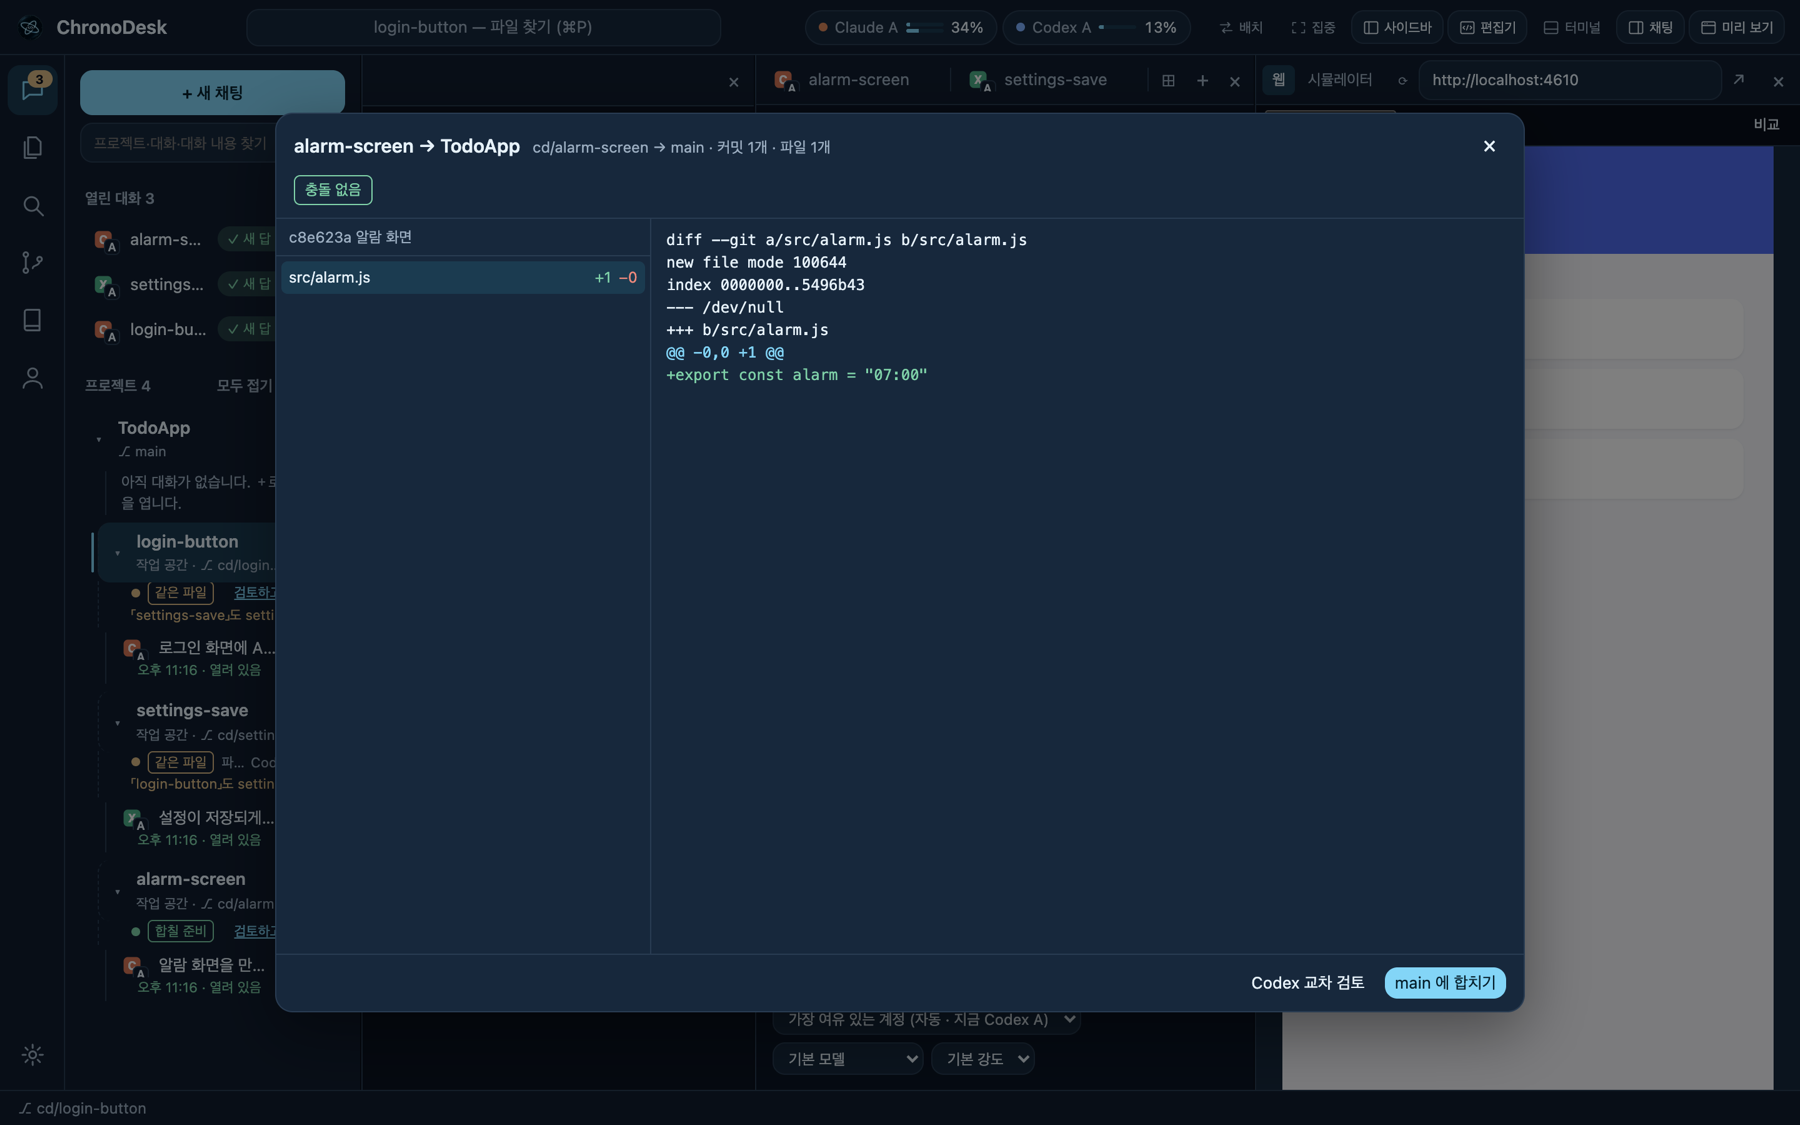 ChronoDesk
login-button — 파일 찾기 (⌘P)
Claude A 34%
Codex A 13%
배치
집중
사이드바
편집기
터미널
채팅
미리 보기
3
+ 새 채팅
alarm-screen
settings-save
웹
시뮬레이터
http://localhost:4610
비교
프로젝트·대화·대화 내용 찾기
열린 대화 3
alarm-s... ✓ 새 답
settings... ✓ 새 답
login-bu... ✓ 새 답
프로젝트 4
모두 접기
TodoApp
main
아직 대화가 없습니다. +
을 엽니다.
login-button
작업 공간 · cd/login...
같은 파일
「settings-save」도
로그인 화면에 A...
오후 11:16 · 열려 있음
settings-save
작업 공간 · cd/settin
같은 파일 파...
「login-button」도
설정이 저장되게...
오후 11:16 · 열려 있음
alarm-screen
작업 공간 · cd/alarm
합칠 준비
알람 화면을 만...
오후 11:16 · 열려 있음
alarm-screen → TodoApp cd/alarm-screen → main · 커밋 1개 · 파일 1개
충돌 없음
c8e623a 알람 화면
src/alarm.js +1 −0
diff --git a/src/alarm.js b/src/alarm.js
new file mode 100644
index 0000000..5496b43
--- /dev/null
+++ b/src/alarm.js
@@ -0,0 +1 @@
+export const alarm = "07:00"
Codex 교차 검토
main 에 합치기
가장 여유 있는 계정 (자동 · 지금 Codex A)
기본 모델
기본 강도
cd/login-button